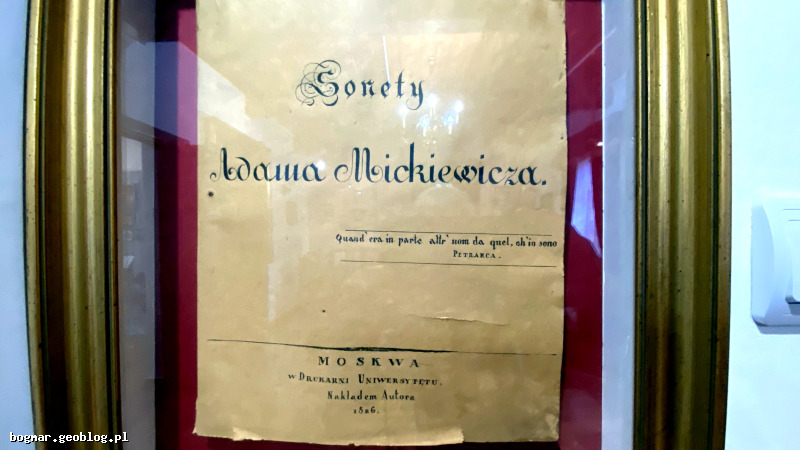 Sonety
Adama Mickiewicza.
Quand' era in parte altr' uom da quel, ch'io sono
PETRARCA.
MOSKWA
W DRUKARNI UNIWERSYTETU.
Nakładem Autora
1826.
bogmar.geoblog.pl